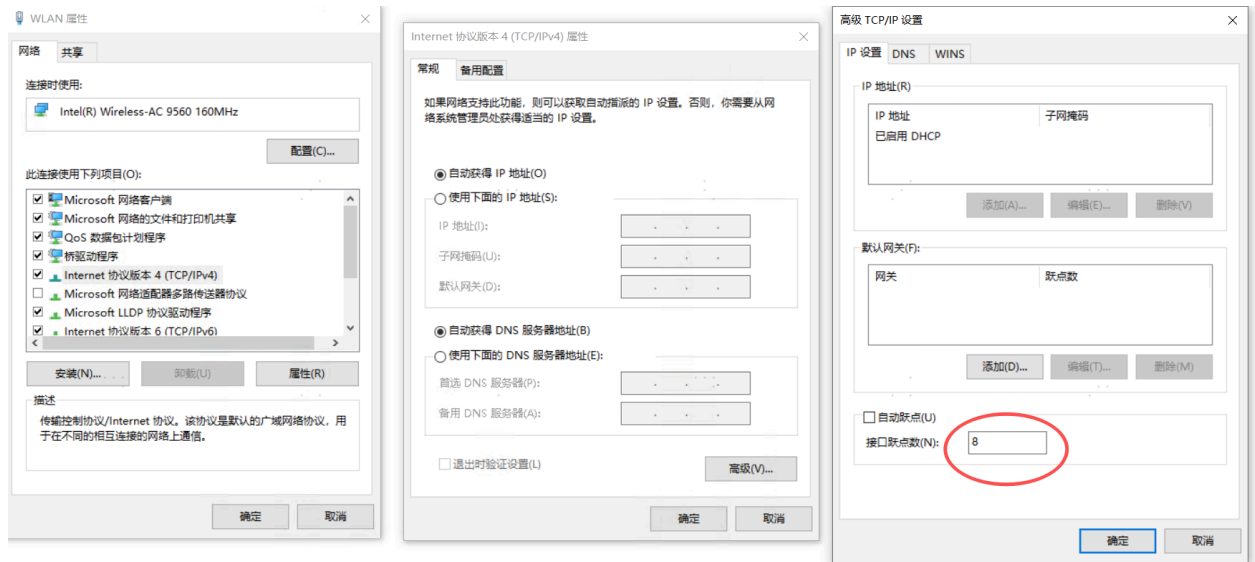 WLAN 属性
网络 共享
连接时使用:
Intel(R) Wireless-AC 9560 160MHz
配置(C)...
此连接使用下列项目(O):
Microsoft 网络客户端
Microsoft 网络的文件和打印机共享
QoS 数据包计划程序
桥驱动程序
Internet 协议版本 4 (TCP/IPv4)
Microsoft 网络适配器多路传送器协议
Microsoft LLDP 协议驱动程序
Internet 协议版本 6 (TCP/IPv6)
安装(N)... 卸载(U) 属性(R)
描述
传输控制协议/Internet 协议。该协议是默认的广域网络协议，用
于在不同的相互连接的网络上通信。
确定 取消
Internet 协议版本 4 (TCP/IPv4) 属性
常规 备用配置
如果网络支持此功能，则可以获取自动指派的 IP 设置。否则，你需要从网
络系统管理员处获得适当的 IP 设置。
自动获得 IP 地址(O)
使用下面的 IP 地址(S):
IP 地址(I):
子网掩码(U):
默认网关(D):
自动获得 DNS 服务器地址(B)
使用下面的 DNS 服务器地址(E):
首选 DNS 服务器(P):
备用 DNS 服务器(A):
退出时验证设置(L)
高级(V)...
确定 取消
高级 TCP/IP 设置
IP 设置 DNS WINS
IP 地址(R)
IP 地址 子网掩码
已启用 DHCP
添加(A)... 编辑(E)... 删除(V)
默认网关(F):
网关 跃点数
添加(D)... 编辑(T)... 删除(M)
自动跃点(U)
接口跃点数(N): 8
确定 取消